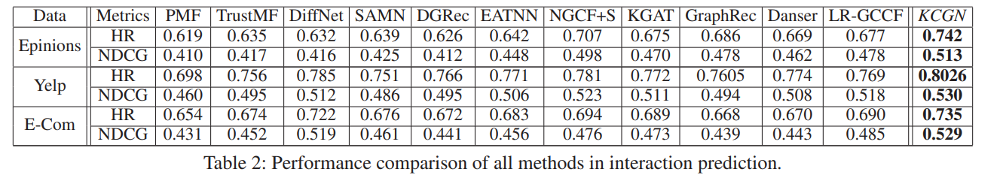 Data Metrics PMF TrustMF DiffNet SAMN DGRec EATNN NGCF+S KGAT GraphRec Danser LR-GCCF KCGN
Epinions HR 0.619 0.635 0.632 0.639 0.626 0.642 0.707 0.675 0.686 0.669 0.677 0.742
NDCG 0.410 0.417 0.416 0.425 0.412 0.448 0.498 0.470 0.478 0.462 0.478 0.513
Yelp HR 0.698 0.756 0.785 0.751 0.766 0.771 0.781 0.772 0.7605 0.774 0.769 0.8026
NDCG 0.460 0.495 0.512 0.486 0.495 0.506 0.523 0.511 0.494 0.508 0.518 0.530
E-Com HR 0.654 0.674 0.722 0.676 0.672 0.683 0.694 0.689 0.668 0.670 0.690 0.735
NDCG 0.431 0.452 0.519 0.461 0.441 0.456 0.476 0.473 0.439 0.443 0.485 0.529
Table 2: Performance comparison of all methods in interaction prediction.